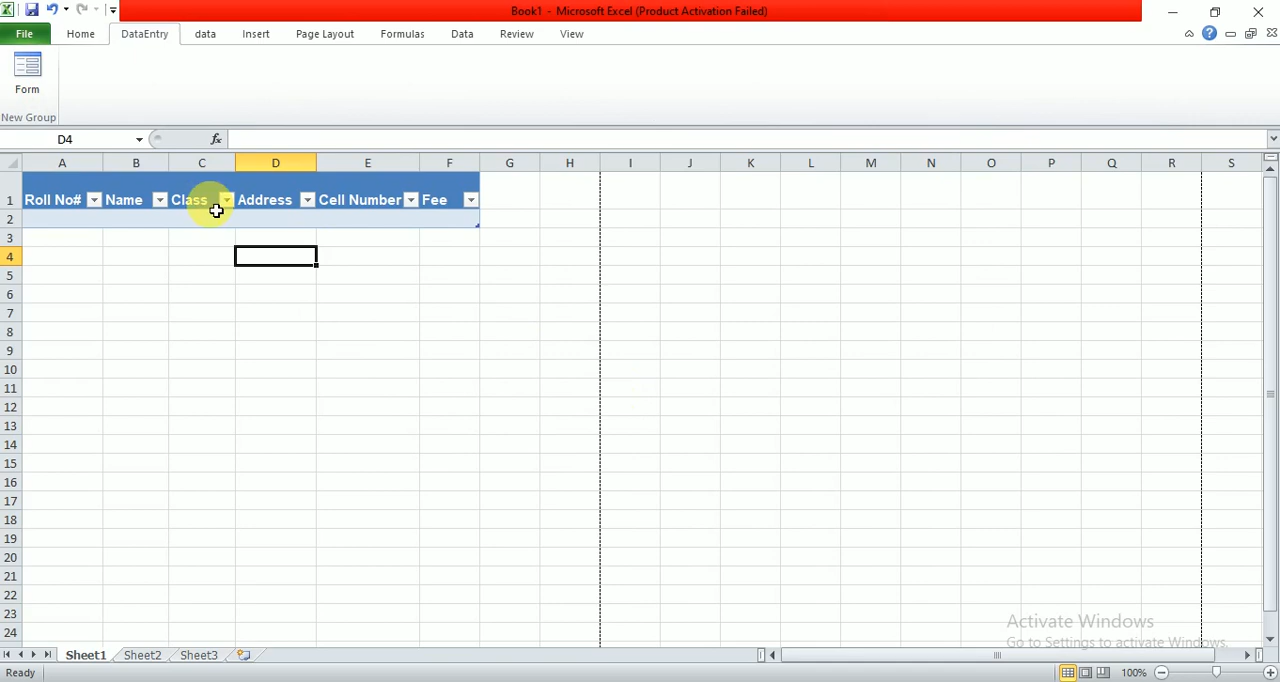 Book1 - Microsoft Excel (Product Activation Failed)
File Home DataEntry data Insert Page Layout Formulas Data Review View
Form
New Group
D4 fx
A B C D E F G H I J K L M N O P Q R S
1 Roll No# Name Class Address Cell Number Fee
2
3
4
5
6
7
8
9
10
11
12
13
14
15
16
17
18
19
20
21
22
23
24
Activate Windows
Go to Settings to activate Windows.
Sheet1 Sheet2 Sheet3
Ready 100%